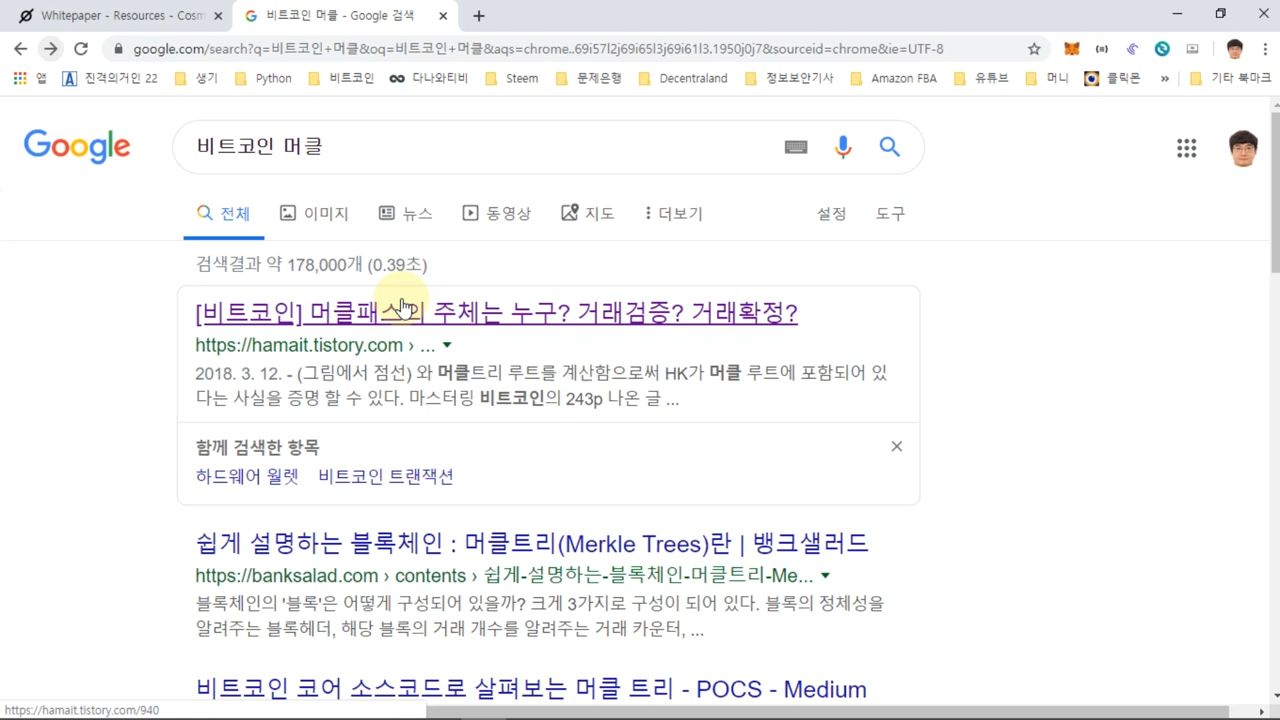 Whitepaper - Resources - Cosm
비트코인 머클 - Google 검색
google.com/search?q=비트코인+머클&oq=비트코인+머클&aqs=chrome..69i57l2j69i65l3j69i61l3.1950j0j7&sourceid=chrome&ie=UTF-8
앱 진격의거인 22 생기 Python 비트코인 다나와티비 Steem 문제은행 Decentraland 정보보안기사 Amazon FBA 유튜브 머니 클릭몬 » 기타 북마크
Google
비트코인 머클
전체 이미지 뉴스 동영상 지도 더보기 설정 도구
검색결과 약 178,000개 (0.39초)
[비트코인] 머클패스의 주체는 누구? 거래검증? 거래확정?
https://hamait.tistory.com › ...
2018. 3. 12. - (그림에서 점선) 와 머클트리 루트를 계산함으로써 HK가 머클 루트에 포함되어 있
다는 사실을 증명 할 수 있다. 마스터링 비트코인의 243p 나온 글 ...
함께 검색한 항목
하드웨어 월렛 비트코인 트랜잭션
쉽게 설명하는 블록체인 : 머클트리(Merkle Trees)란 | 뱅크샐러드
https://banksalad.com › contents › 쉽게-설명하는-블록체인-머클트리-Me...
블록체인의 '블록'은 어떻게 구성되어 있을까? 크게 3가지로 구성이 되어 있다. 블록의 정체성을
알려주는 블록헤더, 해당 블록의 거래 개수를 알려주는 거래 카운터, ...
비트코인 코어 소스코드로 살펴보는 머클 트리 - POCS - Medium
https://hamait.tistory.com/940